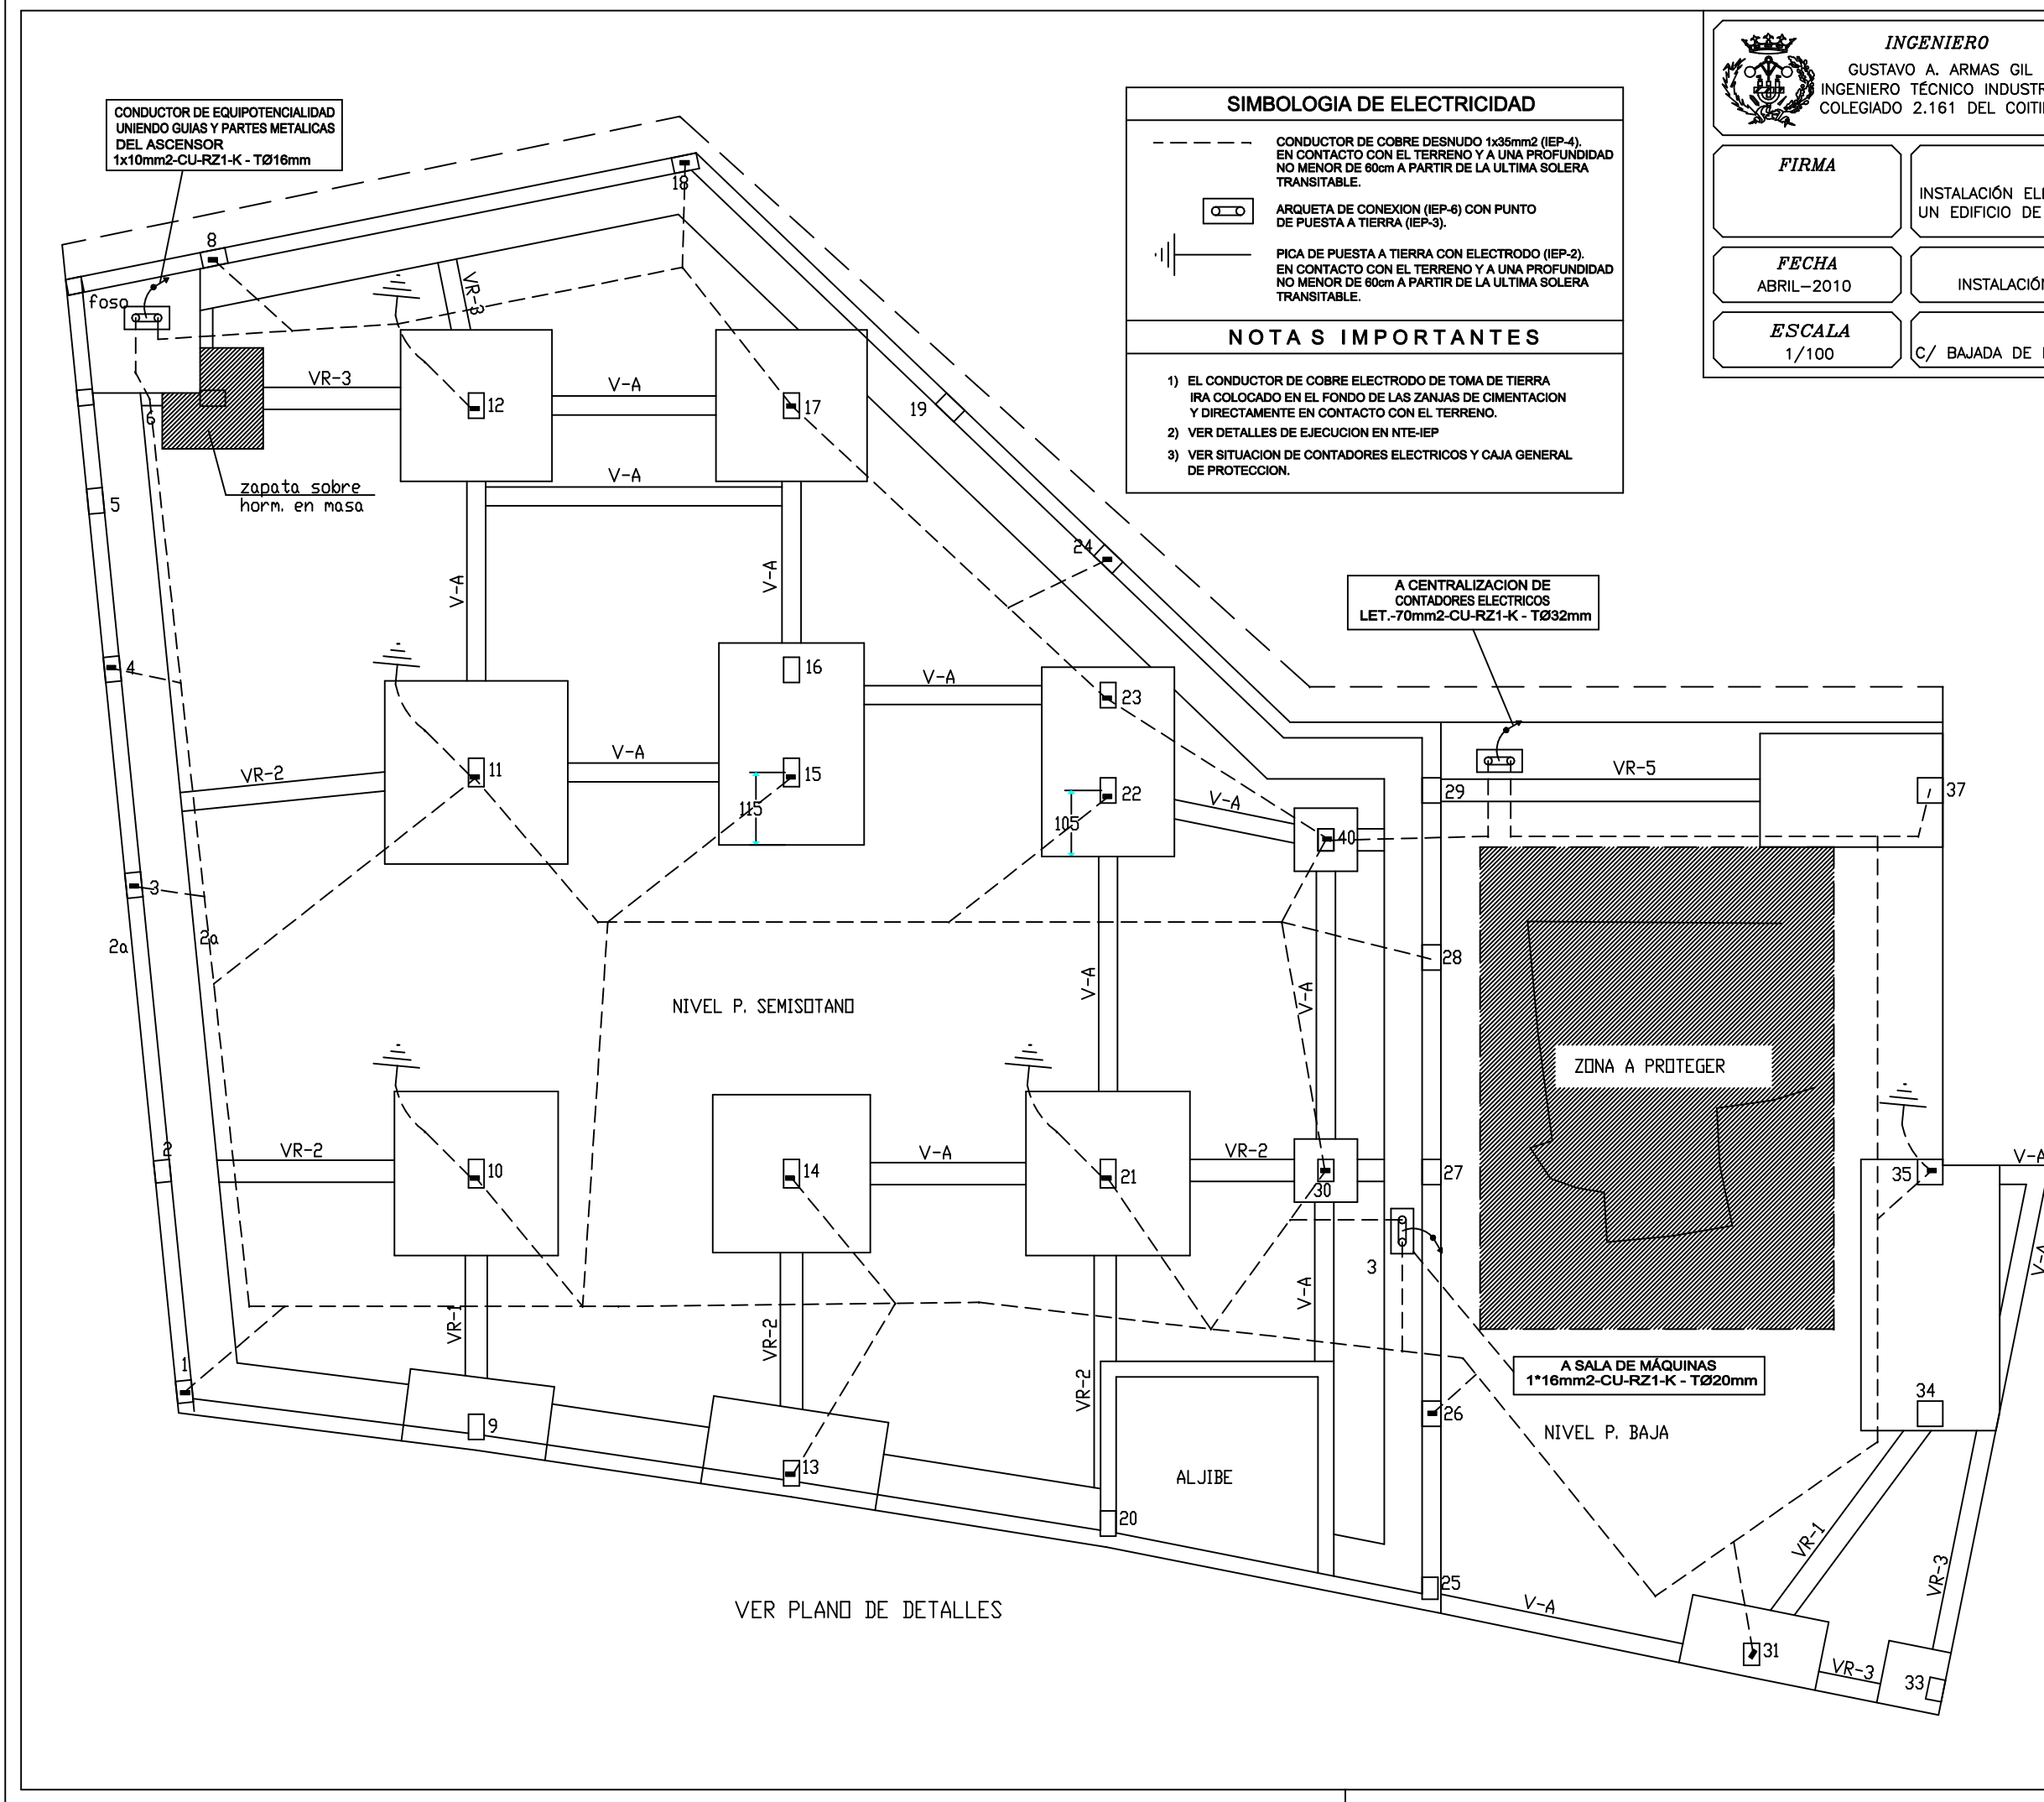 CONDUCTOR DE EQUIPOTENCIALIDAD
UNIENDO GUIAS Y PARTES METALICAS
DEL ASCENSOR
1x10mm2-CU-RZ1-K - TØ16mm
SIMBOLOGIA DE ELECTRICIDAD
CONDUCTOR DE COBRE DESNUDO 1x35mm2 (IEP-4).
EN CONTACTO CON EL TERRENO Y A UNA PROFUNDIDAD
NO MENOR DE 60cm A PARTIR DE LA ULTIMA SOLERA
TRANSITABLE.
ARQUETA DE CONEXION (IEP-6) CON PUNTO
DE PUESTA A TIERRA (IEP-3).
PICA DE PUESTA A TIERRA CON ELECTRODO (IEP-2).
EN CONTACTO CON EL TERRENO Y A UNA PROFUNDIDAD
NO MENOR DE 60cm A PARTIR DE LA ULTIMA SOLERA
TRANSITABLE.
NOTAS IMPORTANTES
1) EL CONDUCTOR DE COBRE ELECTRODO DE TOMA DE TIERRA
IRA COLOCADO EN EL FONDO DE LAS ZANJAS DE CIMENTACION
Y DIRECTAMENTE EN CONTACTO CON EL TERRENO.
2) VER DETALLES DE EJECUCION EN NTE-IEP
3) VER SITUACION DE CONTADORES ELECTRICOS Y CAJA GENERAL
DE PROTECCION.
INGENIERO
GUSTAVO A. ARMAS GIL
INGENIERO TÉCNICO INDUSTR
COLEGIADO 2.161 DEL COITI
FIRMA
INSTALACIÓN ELE
UN EDIFICIO DE
FECHA
ABRIL-2010
INSTALACIÓN
ESCALA
1/100
C/ BAJADA DE
18
8
foso
VR-3
6
VR-3
12
V-A
17
19
V-A
zapata sobre
horm. en masa
5
24
V-A
V-A
A CENTRALIZACION DE
CONTADORES ELECTRICOS
LET.-70mm2-CU-RZ1-K - TØ32mm
4
16
V-A
23
VR-2
11
V-A
15
115
22
105
V-A
40
29
VR-5
37
3
2a
2a
28
V-A
V-A
NIVEL P. SEMISOTANO
ZONA A PROTEGER
2
VR-2
10
14
V-A
21
VR-2
30
27
35
V-A
3
V-A
V-A
VR-1
VR-2
VR-2
1
A SALA DE MÁQUINAS
1*16mm2-CU-RZ1-K - TØ20mm
34
9
26
NIVEL P. BAJA
13
ALJIBE
20
VR-1
VR-3
25
V-A
VER PLANO DE DETALLES
31
VR-3
33